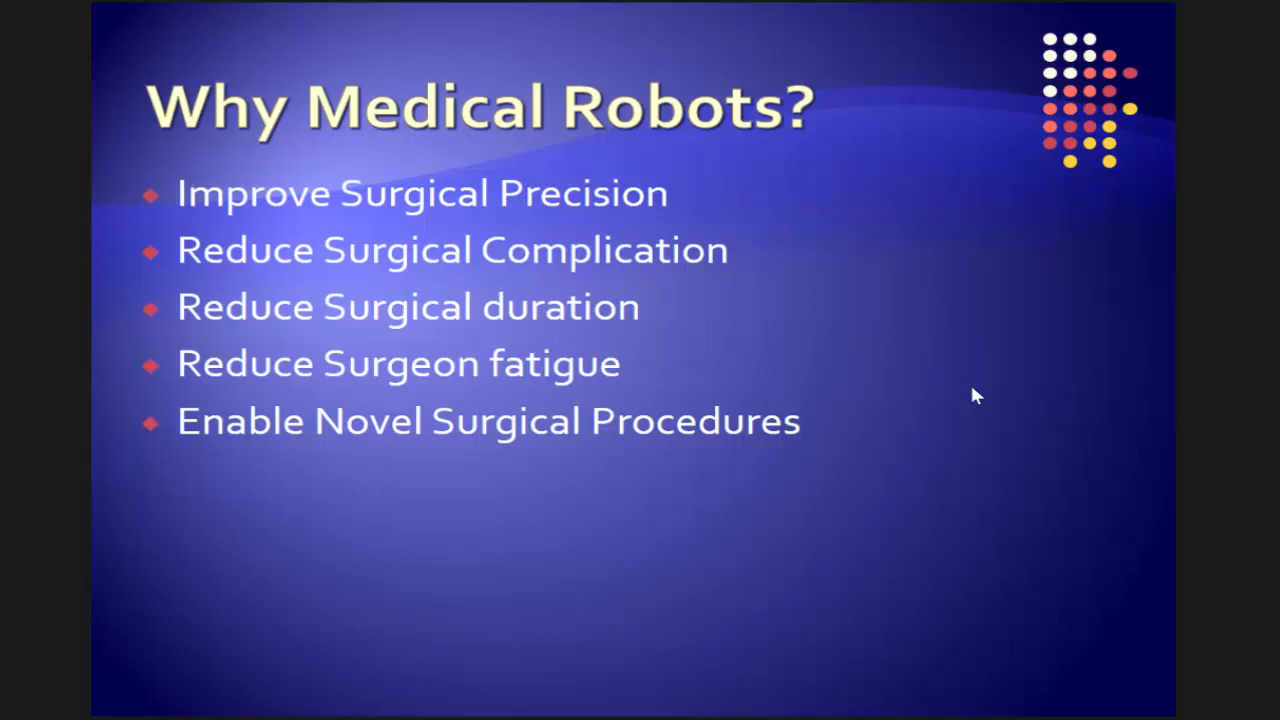 Why Medical Robots?
Improve Surgical Precision
Reduce Surgical Complication
Reduce Surgical duration
Reduce Surgeon fatigue
Enable Novel Surgical Procedures